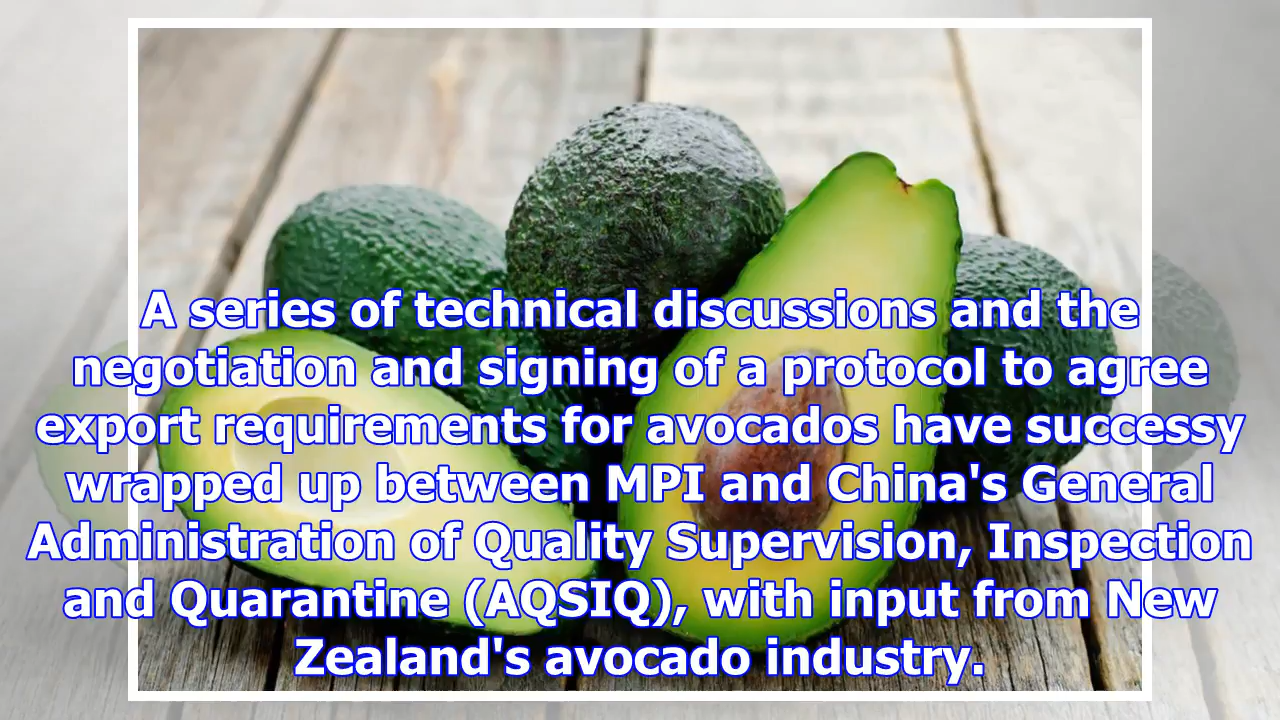 A series of technical discussions and the
negotiation and signing of a protocol to agree
export requirements for avocados have successy
wrapped up between MPI and China's General
Administration of Quality Supervision, Inspection
and Quarantine (AQSIQ), with input from New
Zealand's avocado industry.